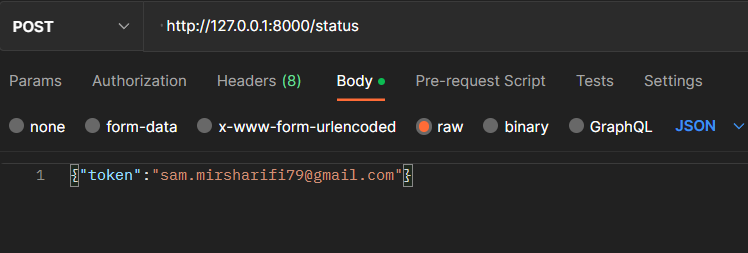 POST http://127.0.0.1:8000/status
Params Authorization Headers (8) Body Pre-request Script Tests Settings
none form-data x-www-form-urlencoded raw binary GraphQL JSON
1 {"token":"sam.mirsharifi79@gmail.com"}